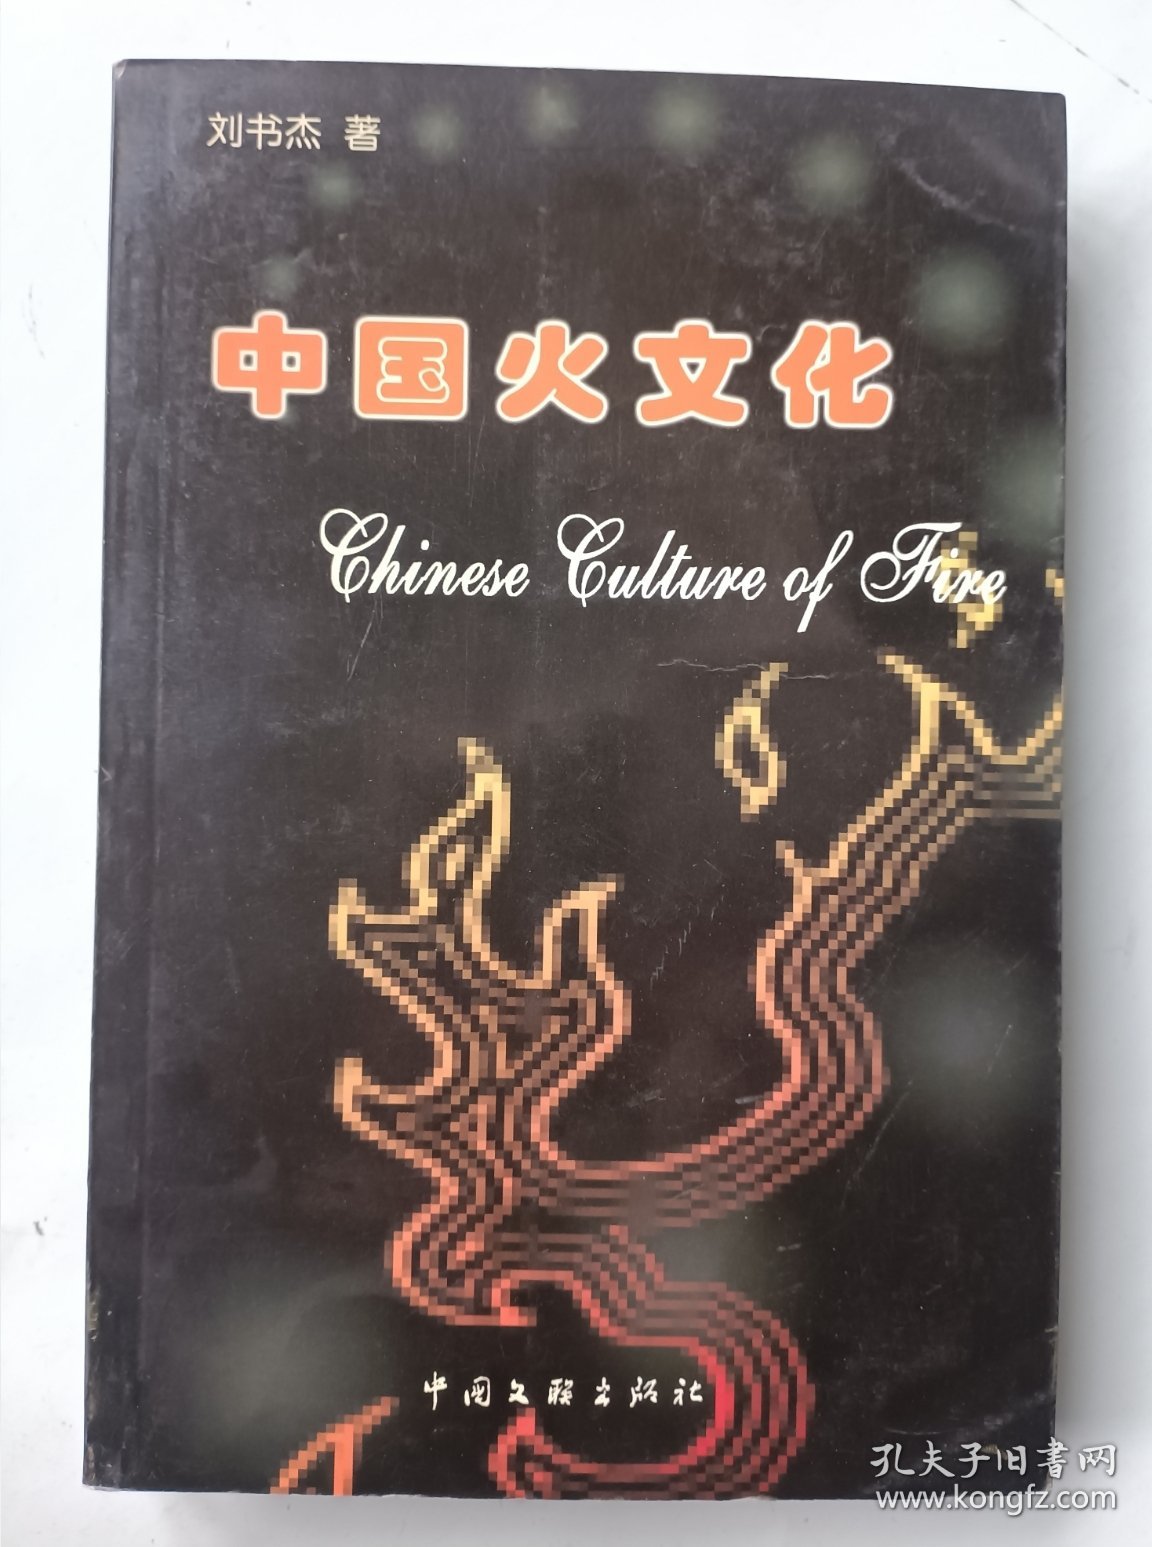 刘书杰 著
中国火文化
Chinese Culture of Fire
中国文联出版社
孔夫子旧書网
www.kongfz.com